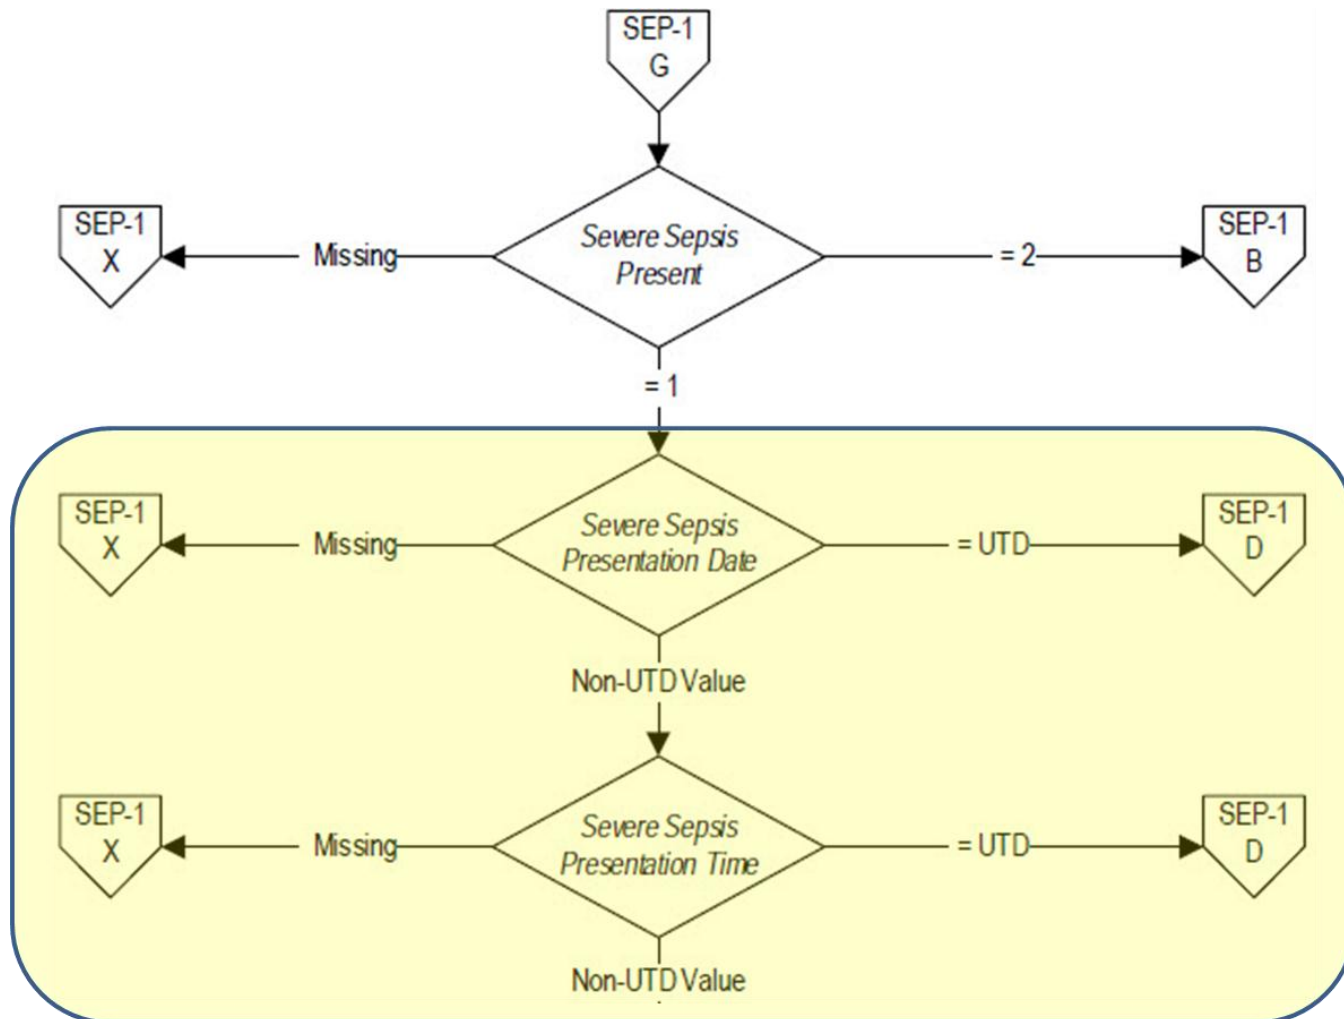 SEP-1
G
SEP-1
X
Missing
Severe Sepsis
Present
= 2
SEP-1
B
= 1
SEP-1
X
Missing
Severe Sepsis
Presentation Date
= UTD
SEP-1
D
Non-UTD Value
SEP-1
X
Missing
Severe Sepsis
Presentation Time
= UTD
SEP-1
D
Non-UTD Value